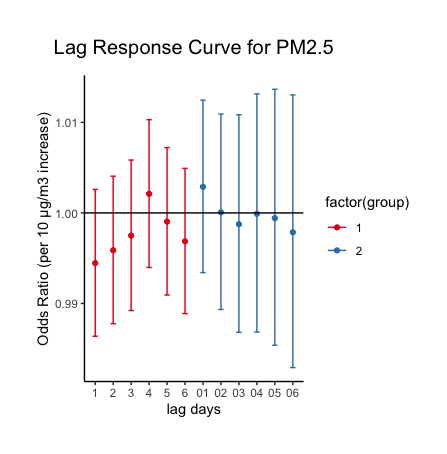 Lag Response Curve for PM2.5
Odds Ratio (per 10 µg/m3 increase)
1.01
1.00
0.99
1 2 3 4 5 6 01 02 03 04 05 06
lag days
factor(group)
1
2